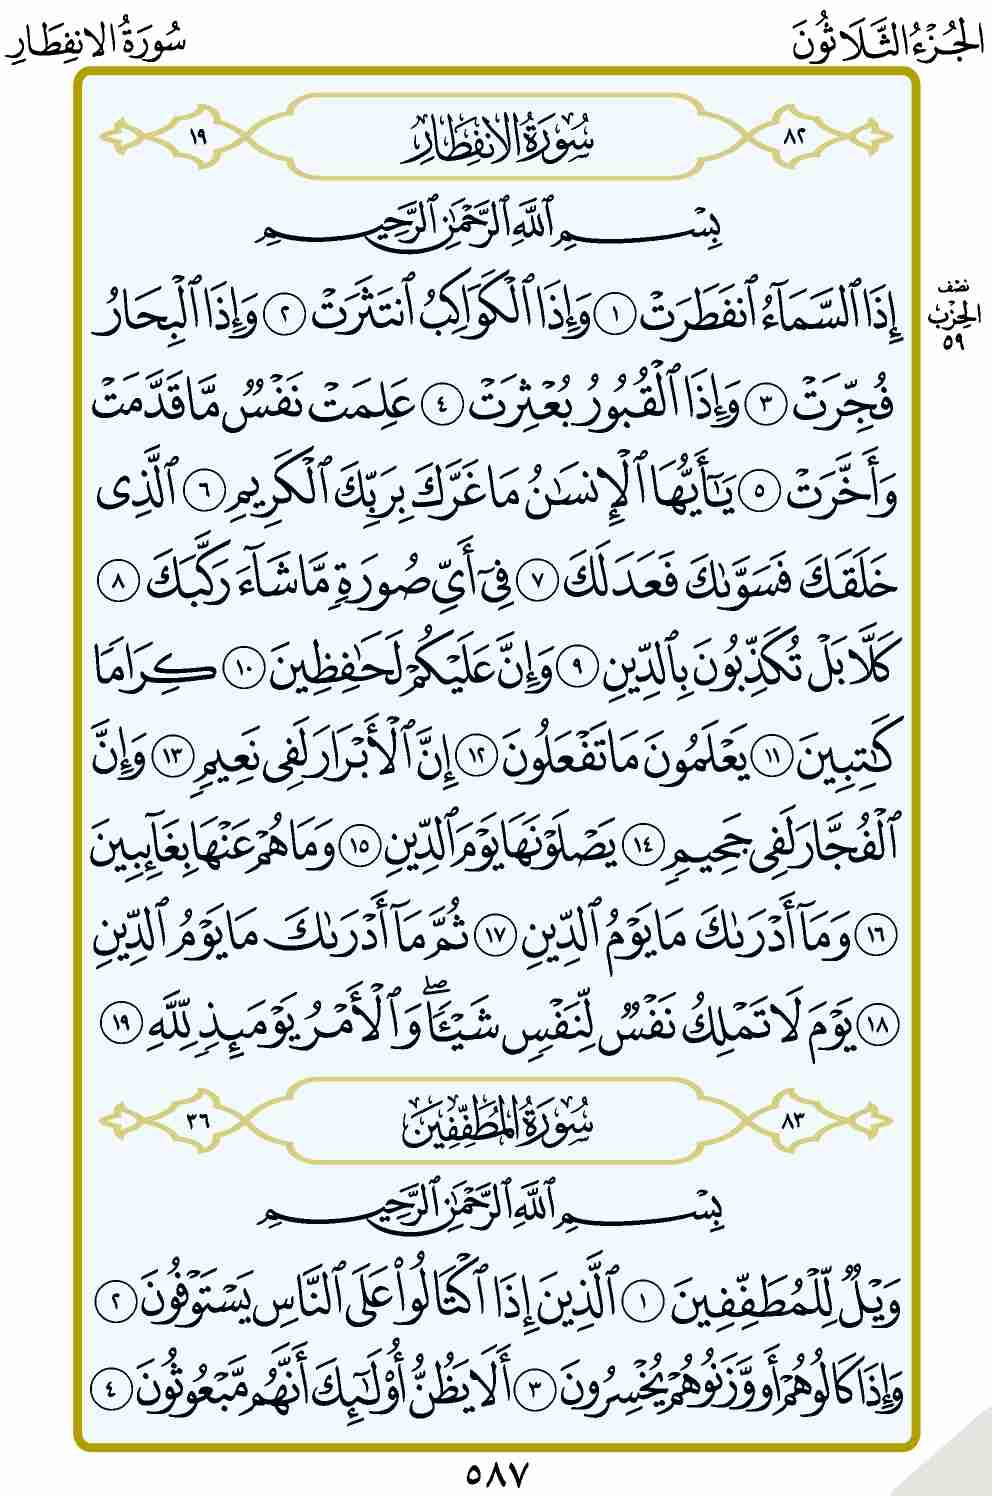 الجُزْءُ الثَّلَاثُونَ
سُورَةُ الانفِطَارِ
٨٢
سُورَةُ الانفِطَارِ
١٩
بِسْمِ ٱللَّهِ ٱلرَّحْمَٰنِ ٱلرَّحِيمِ
إِذَا ٱلسَّمَآءُ ٱنفَطَرَتْ ١ وَإِذَا ٱلْكَوَاكِبُ ٱنتَثَرَتْ ٢ وَإِذَا ٱلْبِحَارُ
نصف
الحِزْب
٥٩
فُجِّرَتْ ٣ وَإِذَا ٱلْقُبُورُ بُعْثِرَتْ ٤ عَلِمَتْ نَفْسٌ مَّا قَدَّمَتْ
وَأَخَّرَتْ ٥ يَٰٓأَيُّهَا ٱلْإِنسَٰنُ مَا غَرَّكَ بِرَبِّكَ ٱلْكَرِيمِ ٦ ٱلَّذِى
خَلَقَكَ فَسَوَّىٰكَ فَعَدَلَكَ ٧ فِىٓ أَىِّ صُورَةٍ مَّا شَآءَ رَكَّبَكَ ٨
كَلَّا بَلْ تُكَذِّبُونَ بِٱلدِّينِ ٩ وَإِنَّ عَلَيْكُمْ لَحَٰفِظِينَ ١٠ كِرَامًا
كَٰتِبِينَ ١١ يَعْلَمُونَ مَا تَفْعَلُونَ ١٢ إِنَّ ٱلْأَبْرَارَ لَفِى نَعِيمٍ ١٣ وَإِنَّ
ٱلْفُجَّارَ لَفِى جَحِيمٍ ١٤ يَصْلَوْنَهَا يَوْمَ ٱلدِّينِ ١٥ وَمَا هُمْ عَنْهَا بِغَآئِبِينَ
١٦ وَمَآ أَدْرَىٰكَ مَا يَوْمُ ٱلدِّينِ ١٧ ثُمَّ مَآ أَدْرَىٰكَ مَا يَوْمُ ٱلدِّينِ
١٨ يَوْمَ لَا تَمْلِكُ نَفْسٌ لِّنَفْسٍ شَيْـًٔا ۖ وَٱلْأَمْرُ يَوْمَئِذٍ لِّلَّهِ ١٩
٨٣
سُورَةُ المُطَفِّفِينَ
٣٦
بِسْمِ ٱللَّهِ ٱلرَّحْمَٰنِ ٱلرَّحِيمِ
وَيْلٌ لِّلْمُطَفِّفِينَ ١ ٱلَّذِينَ إِذَا ٱكْتَالُوا۟ عَلَى ٱلنَّاسِ يَسْتَوْفُونَ ٢
وَإِذَا كَالُوهُمْ أَو وَّزَنُوهُمْ يُخْسِرُونَ ٣ أَلَا يَظُنُّ أُو۟لَٰٓئِكَ أَنَّهُم مَّبْعُوثُونَ ٤
٥٨٧